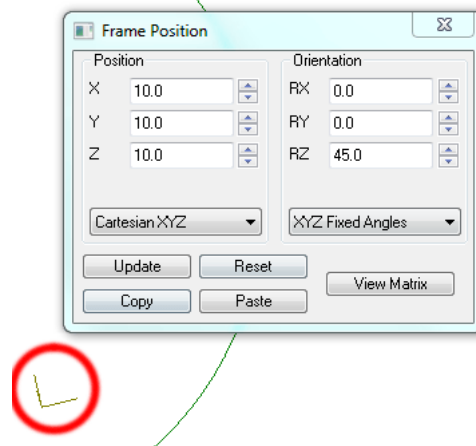 Frame Position
Position
X 10.0
Y 10.0
Z 10.0
Cartesian XYZ
Orientation
RX 0.0
RY 0.0
RZ 45.0
XYZ Fixed Angles
Update Reset
Copy Paste
View Matrix